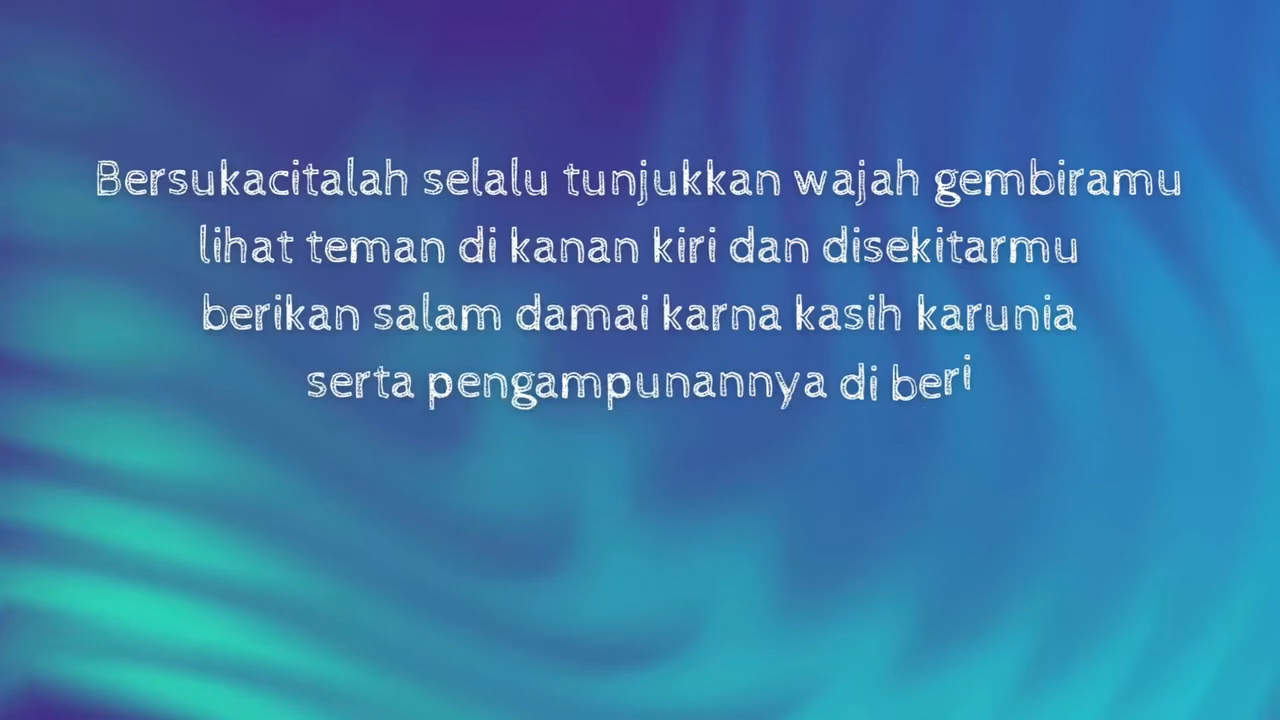 Bersukacitalah selalu tunjukkan wajah gembiramu
lihat teman di kanan kiri dan disekitarmu
berikan salam damai karna kasih karunia
serta pengampunannya di beri